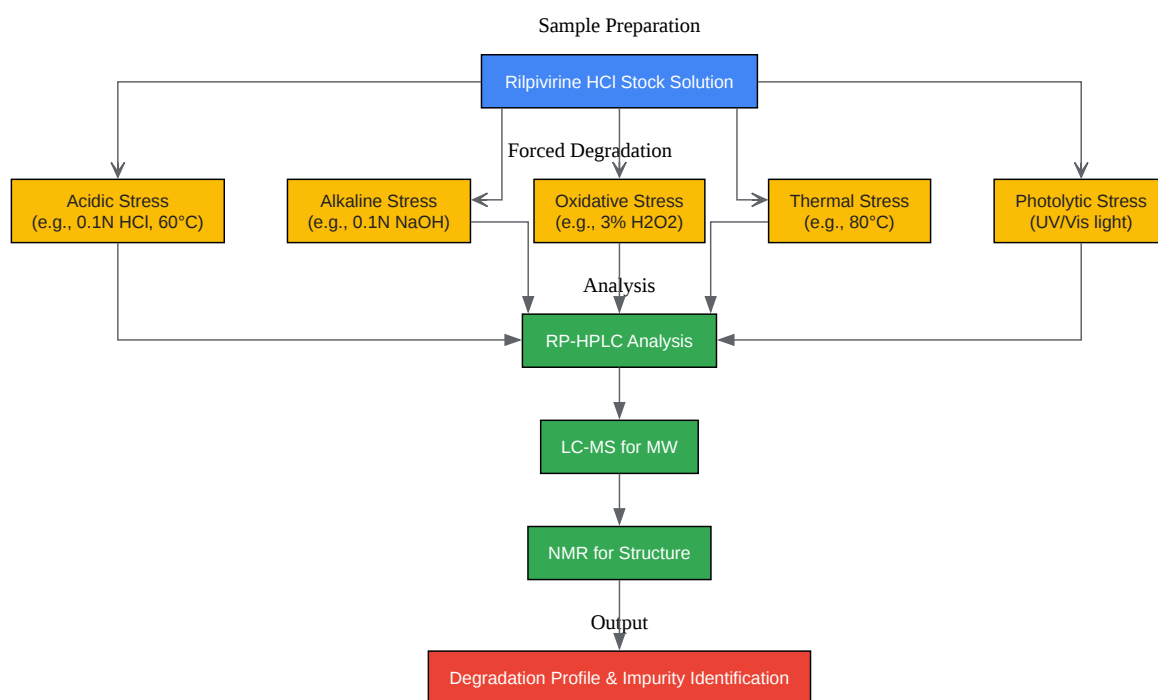 Sample Preparation
Rilpivirine HCl Stock Solution
Forced Degradation
Acidic Stress
(e.g., 0.1N HCl, 60°C)
Alkaline Stress
(e.g., 0.1N NaOH)
Oxidative Stress
(e.g., 3% H2O2)
Thermal Stress
(e.g., 80°C)
Photolytic Stress
(UV/Vis light)
Analysis
RP-HPLC Analysis
LC-MS for MW
NMR for Structure
Output
Degradation Profile & Impurity Identification